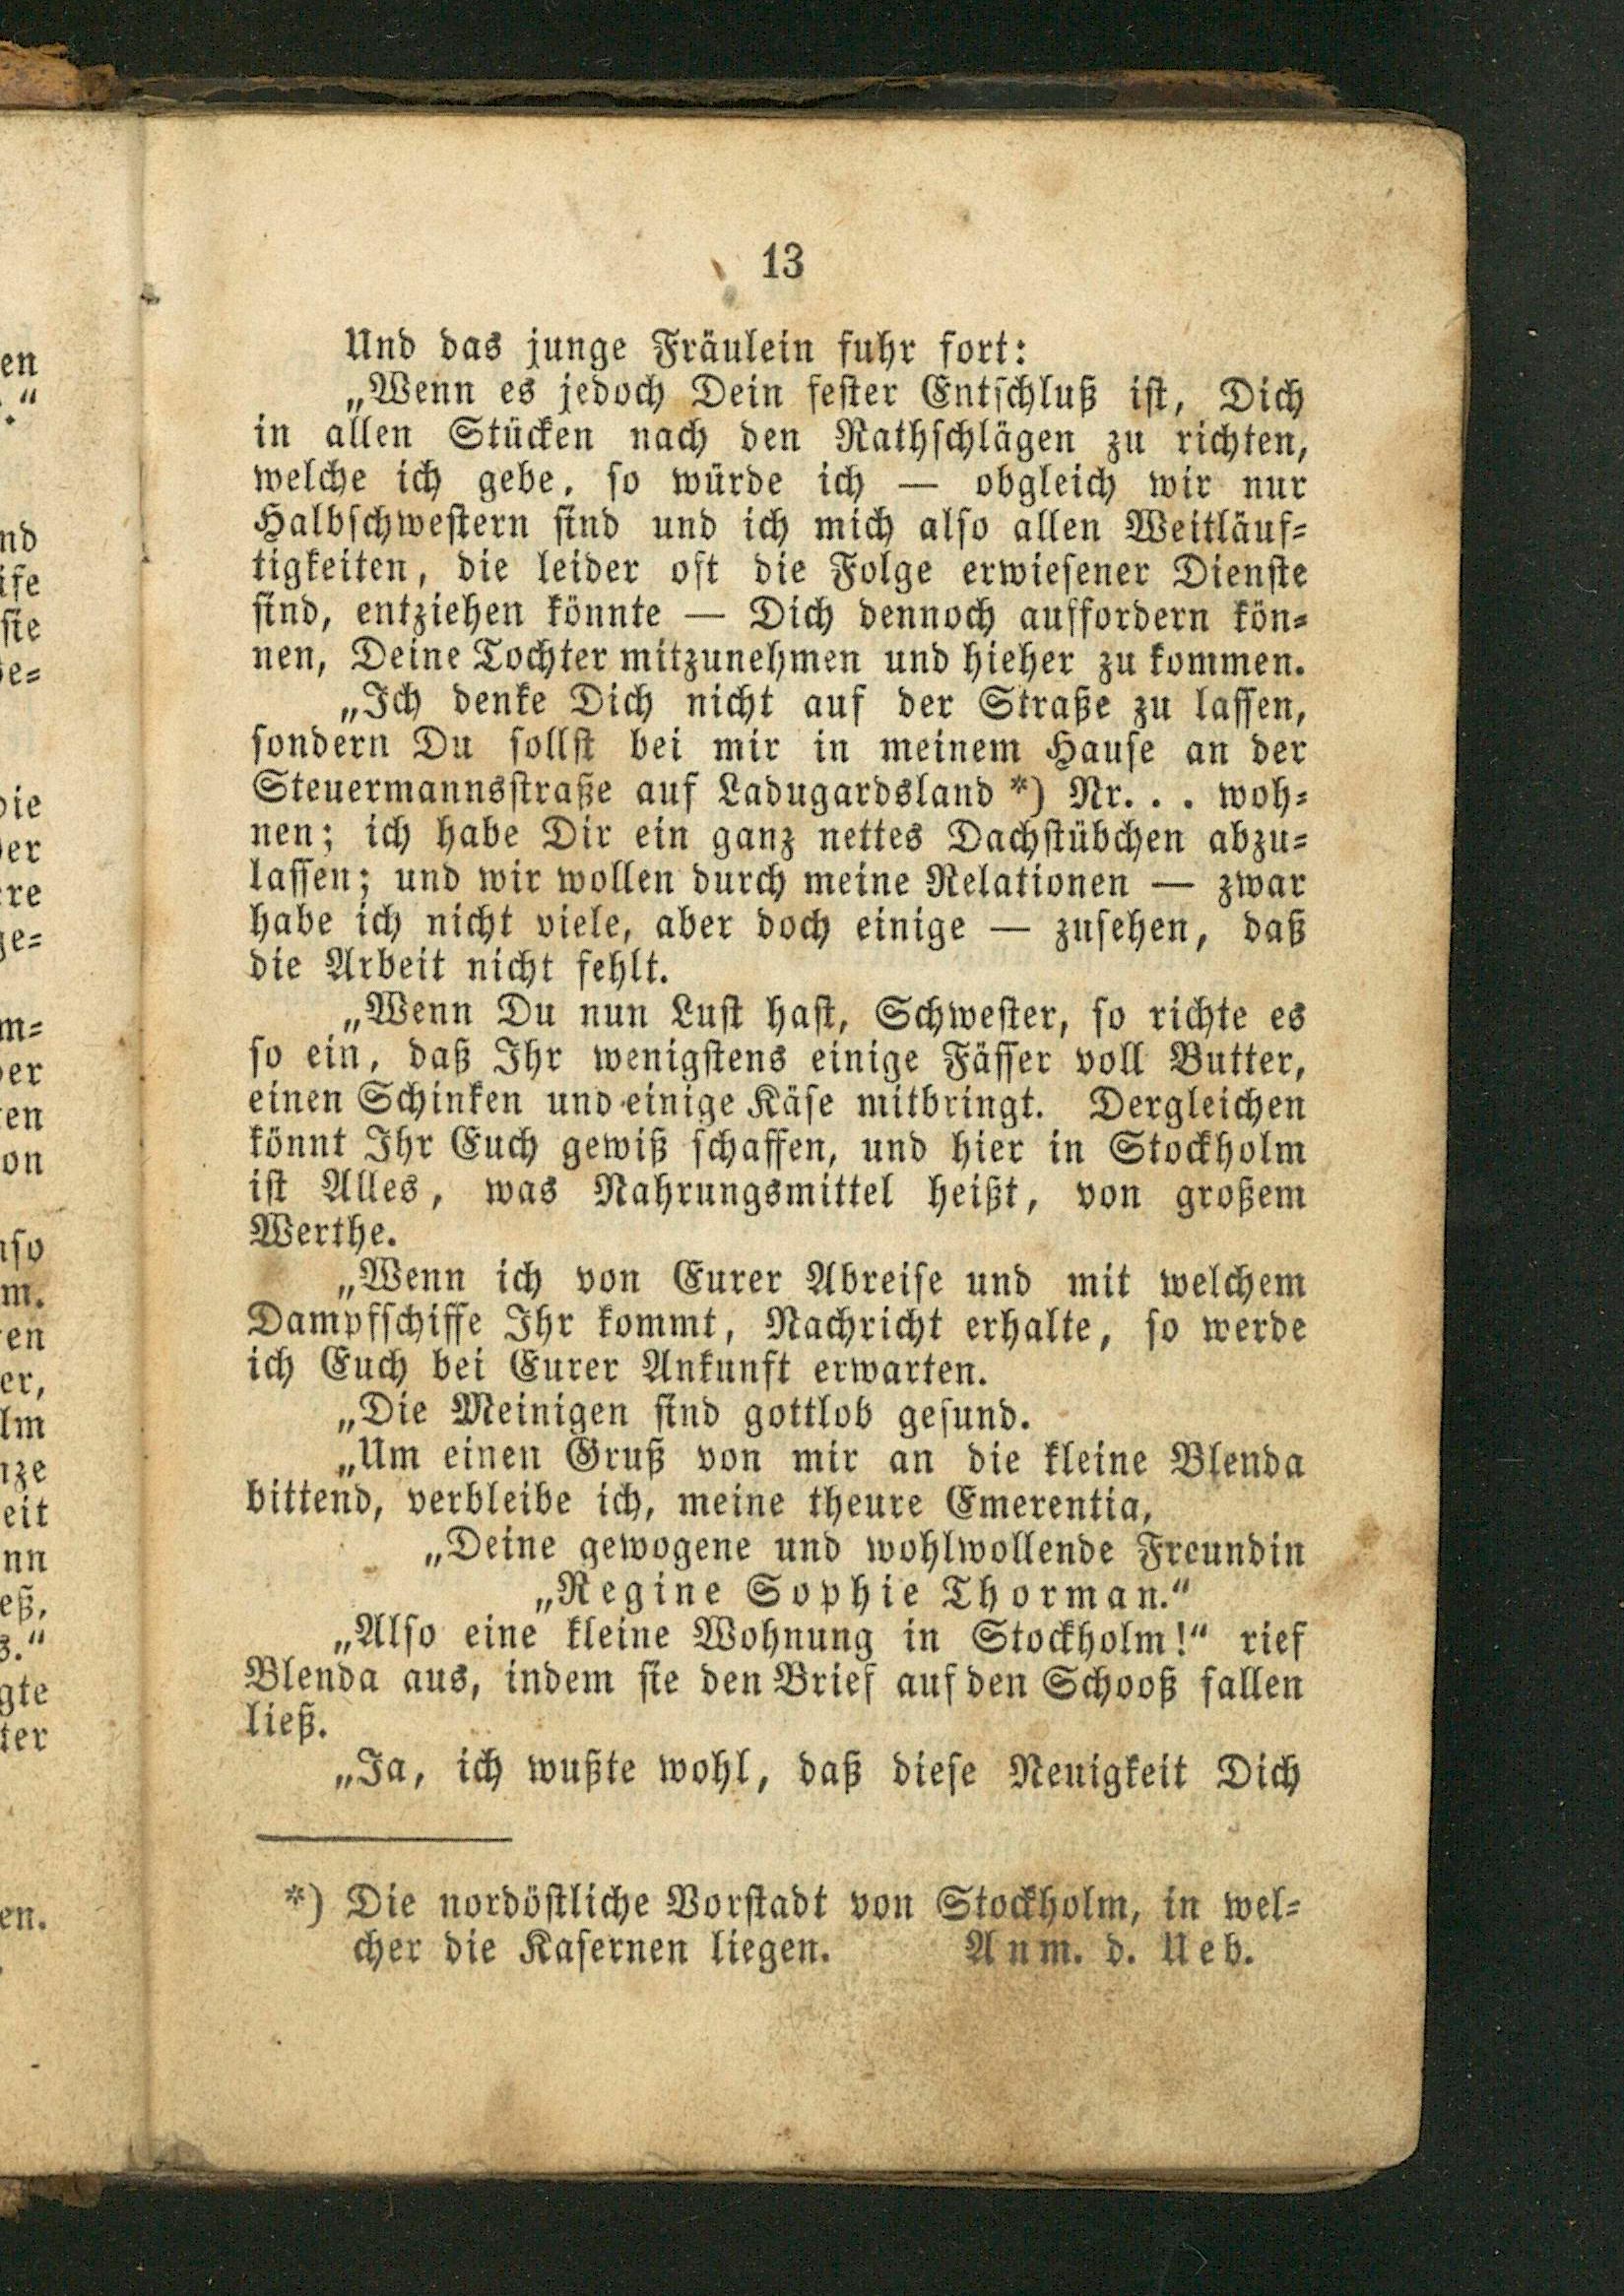 13
Und das junge Fräulein fuhr fort:
„Wenn es jedoch Dein fester Entschluß ist, Dich
in allen Stücken nach den Rathschlägen zu richten,
welche ich gebe, so würde ich — obgleich wir nur
Halbschwestern sind und ich mich also allen Weitläuf=
tigkeiten, die leider oft die Folge erwiesener Dienste
sind, entziehen könnte — Dich dennoch auffordern kön=
nen, Deine Tochter mitzunehmen und hieher zu kommen.
„Ich denke Dich nicht auf der Straße zu lassen,
sondern Du sollst bei mir in meinem Hause an der
Steuermannsstraße auf Ladugardsland *) Nr. . . woh=
nen; ich habe Dir ein ganz nettes Dachstübchen abzu=
lassen; und wir wollen durch meine Relationen — zwar
habe ich nicht viele, aber doch einige — zusehen, daß
die Arbeit nicht fehlt.
„Wenn Du nun Lust hast, Schwester, so richte es
so ein, daß Ihr wenigstens einige Fässer voll Butter,
einen Schinken und einige Käse mitbringt. Dergleichen
könnt Ihr Euch gewiß schaffen, und hier in Stockholm
ist Alles, was Nahrungsmittel heißt, von großem
Werthe.
„Wenn ich von Eurer Abreise und mit welchem
Dampfschiffe Ihr kommt, Nachricht erhalte, so werde
ich Euch bei Eurer Ankunft erwarten.
„Die Meinigen sind gottlob gesund.
„Um einen Gruß von mir an die kleine Blenda
bittend, verbleibe ich, meine theure Emerentia,
„Deine gewogene und wohlwollende Freundin
„Regine Sophie Thorman.“
„Also eine kleine Wohnung in Stockholm!“ rief
Blenda aus, indem sie den Brief auf den Schooß fallen
ließ.
„Ja, ich wußte wohl, daß diese Neuigkeit Dich
*) Die nordöstliche Vorstadt von Stockholm, in wel=
cher die Kasernen liegen. Anm. d. Ueb.